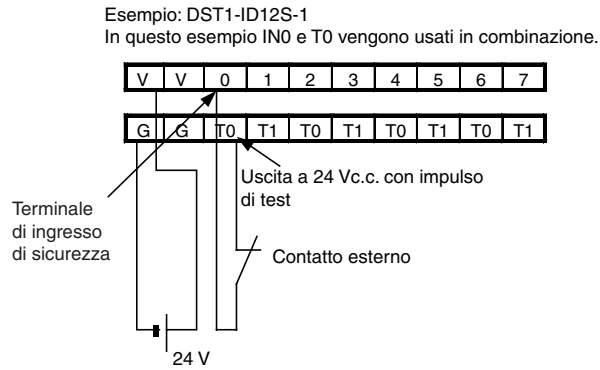 Esempio: DST1-ID12S-1
In questo esempio IN0 e T0 vengono usati in combinazione.
V V 0 1 2 3 4 5 6 7
G G T0 T1 T0 T1 T0 T1 T0 T1
Uscita a 24 Vc.c. con impulso
di test
Terminale
di ingresso
di sicurezza
Contatto esterno
24 V